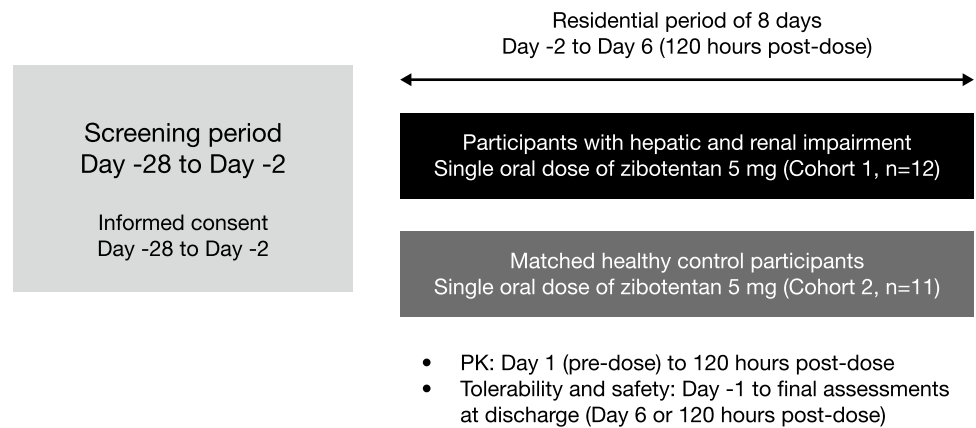 Residential period of 8 days
Day -2 to Day 6 (120 hours post-dose)
Screening period
Day -28 to Day -2
Informed consent
Day -28 to Day -2
Participants with hepatic and renal impairment
Single oral dose of zibotentan 5 mg (Cohort 1, n=12)
Matched healthy control participants
Single oral dose of zibotentan 5 mg (Cohort 2, n=11)
• PK: Day 1 (pre-dose) to 120 hours post-dose
• Tolerability and safety: Day -1 to final assessments
at discharge (Day 6 or 120 hours post-dose)